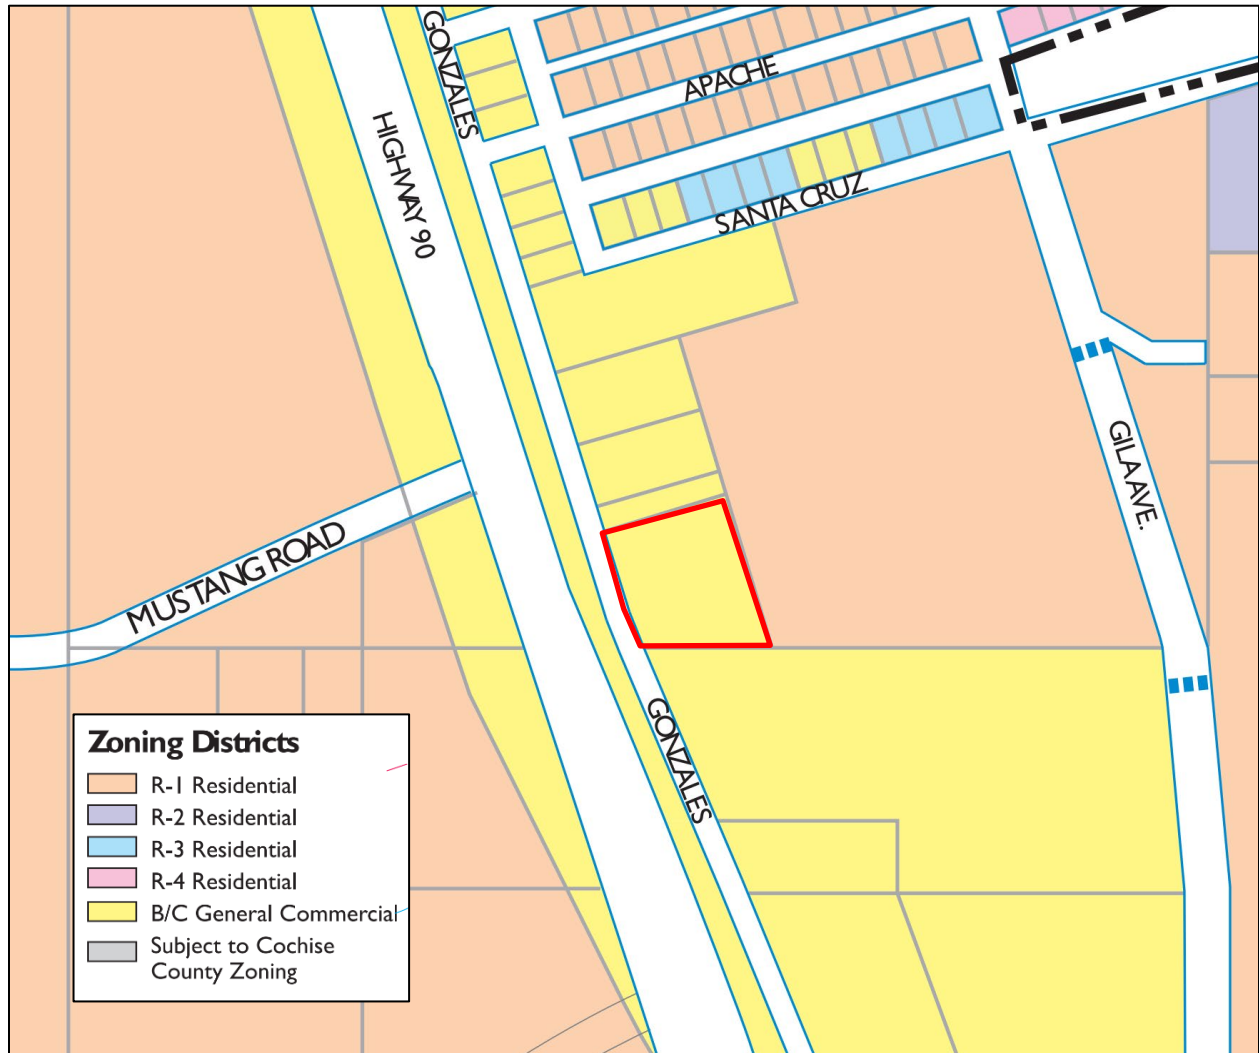 GONZALES
APACHE
HIGHWAY 90
SANTA CRUZ
GILA AVE.
MUSTANG ROAD
GONZALES
Zoning Districts
R-1 Residential
R-2 Residential
R-3 Residential
R-4 Residential
B/C General Commercial
Subject to Cochise
County Zoning